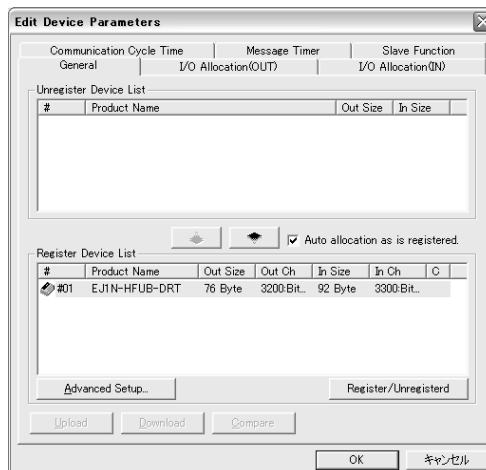 Edit Device Parameters
Communication Cycle Time Message Timer Slave Function
General I/O Allocation(OUT) I/O Allocation(IN)
Unregister Device List
# Product Name Out Size In Size
Auto allocation as is registered.
Register Device List
# Product Name Out Size Out Ch In Size In Ch C
#01 EJ1N-HFUB-DRT 76 Byte 3200:Bit... 92 Byte 3300:Bit...
Advanced Setup... Register/Unregisterd
Upload Download Compare
OK キャンセル